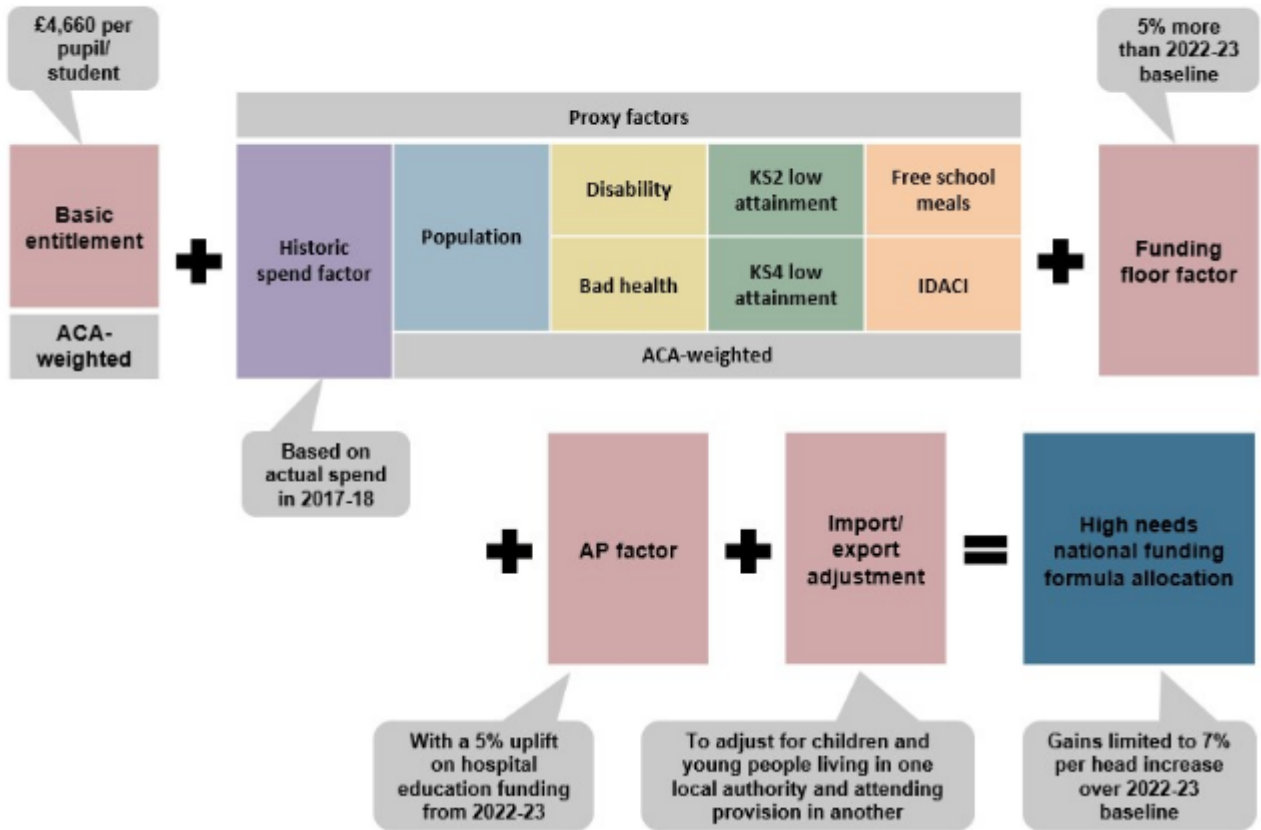 £4,660 per
pupil/
student
5% more
than 2022-23
baseline
Proxy factors
Basic
entitlement
ACA-
weighted
Historic
spend factor
Population
Disability
Bad health
KS2 low
attainment
KS4 low
attainment
Free school
meals
IDACI
ACA-weighted
Funding
floor factor
Based on
actual spend
in 2017-18
AP factor
Import/
export
adjustment
High needs
national funding
formula allocation
With a 5% uplift
on hospital
education funding
from 2022-23
To adjust for children and
young people living in one
local authority and attending
provision in another
Gains limited to 7%
per head increase
over 2022-23
baseline